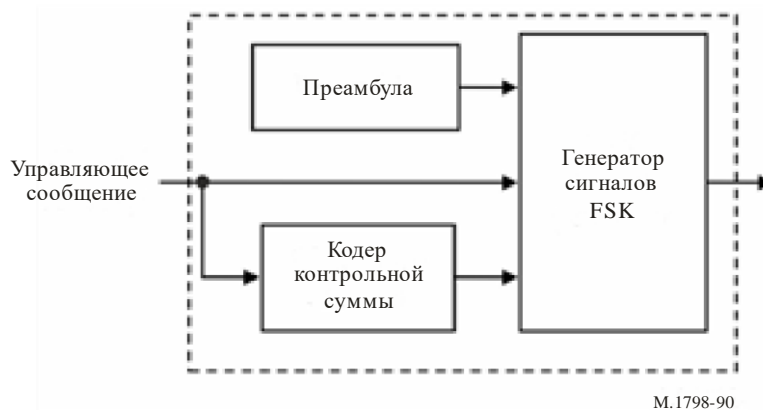 Преамбула
Управляющее
сообщение
Генератор
сигналов
FSK
Кодер
контрольной
суммы
M.1798-90